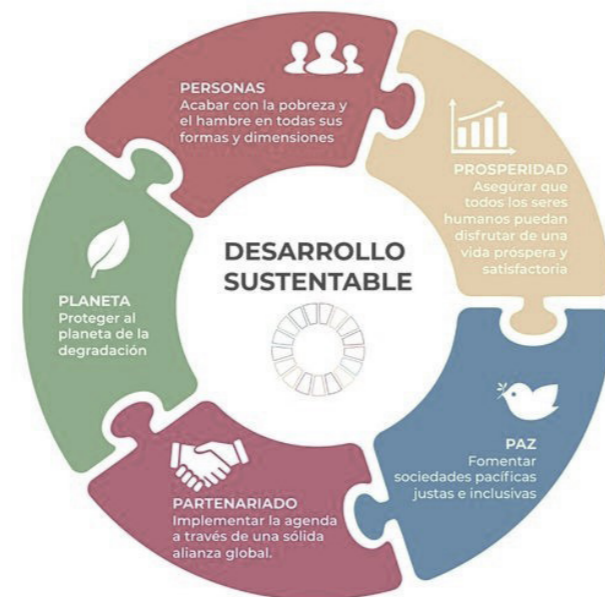 PERSONAS
Acabar con la pobreza y
el hambre en todas sus
formas y dimensiones
PROSPERIDAD
Asegurar que
todos los seres
humanos puedan
disfrutar de una
vida próspera y
satisfactoria
DESARROLLO
SUSTENTABLE
PLANETA
Proteger al
planeta de la
degradación
PAZ
Fomentar
sociedades pacíficas
justas e inclusivas
PARTENARIADO
Implementar la agenda
a través de una sólida
alianza global.